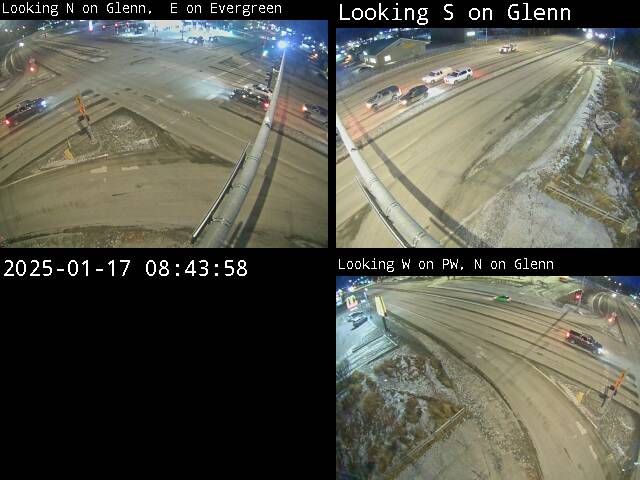 Looking N on Glenn,  E on Evergreen
Looking S on Glenn
2025-01-17 08:43:58
Looking W on PW, N on Glenn